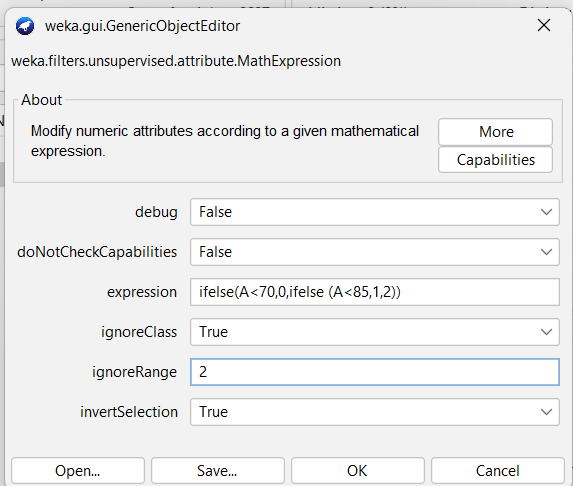 weka.gui.GenericObjectEditor
weka.filters.unsupervised.attribute.MathExpression
About
Modify numeric attributes according to a given mathematical
expression.
More
Capabilities
debug False
doNotCheckCapabilities False
expression ifelse(A<70,0,ifelse (A<85,1,2))
ignoreClass True
ignoreRange 2
invertSelection True
Open... Save... OK Cancel